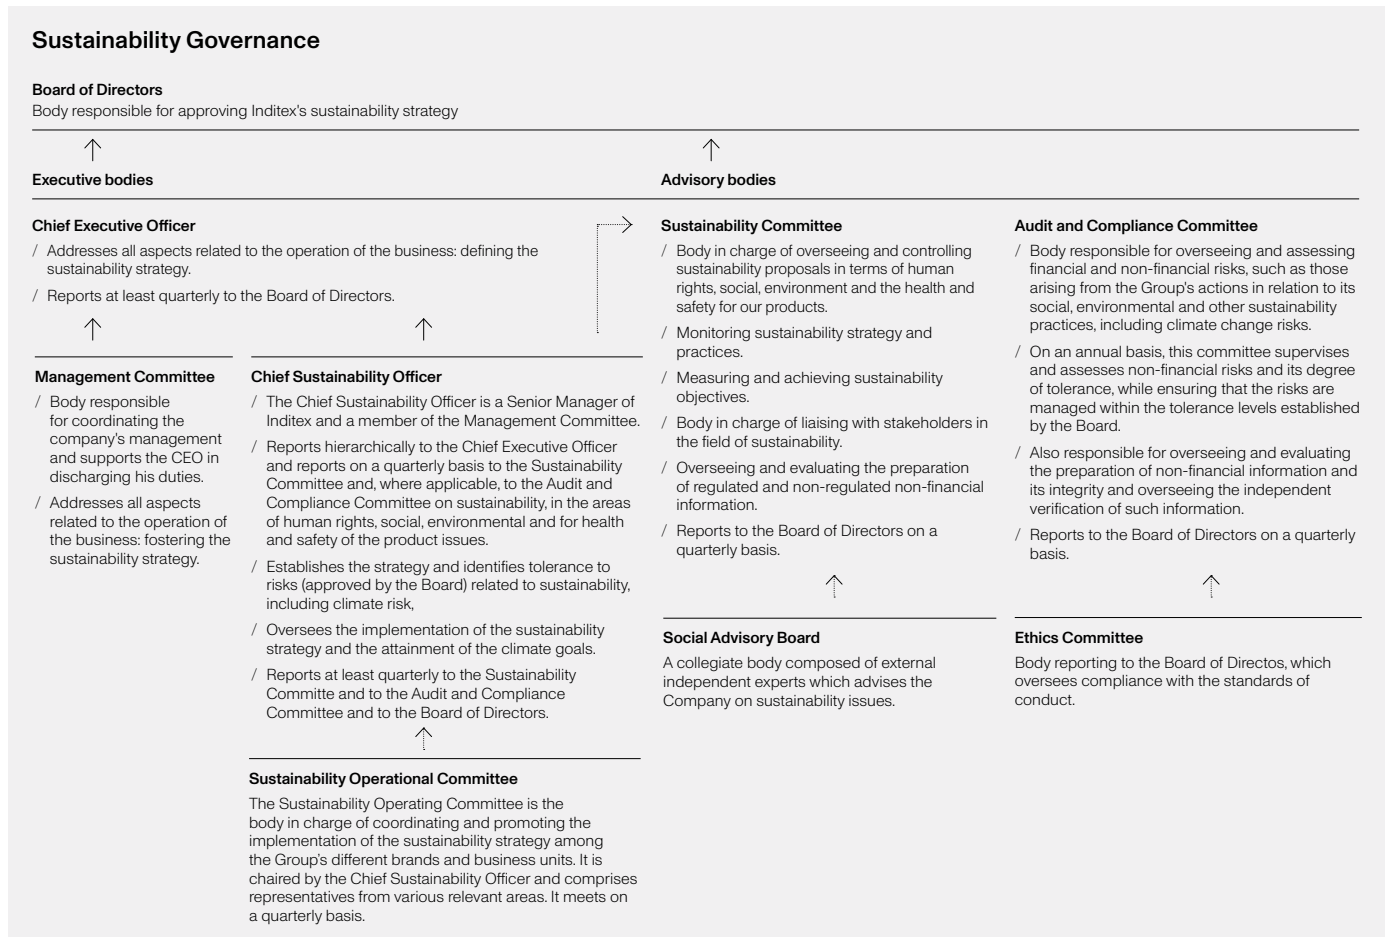 Sustainability Governance
Board of Directors
Body responsible for approving Inditex's sustainability strategy
Executive bodies
Advisory bodies
Chief Executive Officer
/ Addresses all aspects related to the operation of the business: defining the
sustainability strategy.
/ Reports at least quarterly to the Board of Directors.
Management Committee
/ Body responsible
for coordinating the
company's management
and supports the CEO in
discharging his duties.
/ Addresses all aspects
related to the operation of
the business: fostering the
sustainability strategy.
Chief Sustainability Officer
/ The Chief Sustainability Officer is a Senior Manager of
Inditex and a member of the Management Committee.
/ Reports hierarchically to the Chief Executive Officer
and reports on a quarterly basis to the Sustainability
Committee and, where applicable, to the Audit and
Compliance Committee on sustainability, in the areas
of human rights, social, environmental and for health
and safety of the product issues.
/ Establishes the strategy and identifies tolerance to
risks (approved by the Board) related to sustainability,
including climate risk,
/ Oversees the implementation of the sustainability
strategy and the attainment of the climate goals.
/ Reports at least quarterly to the Sustainability
Committe and to the Audit and Compliance
Committee and to the Board of Directors.
Sustainability Operational Committee
The Sustainability Operating Committee is the
body in charge of coordinating and promoting the
implementation of the sustainability strategy among
the Group's different brands and business units. It is
chaired by the Chief Sustainability Officer and comprises
representatives from various relevant areas. It meets on
a quarterly basis.
Sustainability Committee
/ Body in charge of overseeing and controlling
sustainability proposals in terms of human
rights, social, environment and the health and
safety for our products.
/ Monitoring sustainability strategy and
practices.
/ Measuring and achieving sustainability
objectives.
/ Body in charge of liaising with stakeholders in
the field of sustainability.
/ Overseeing and evaluating the preparation
of regulated and non-regulated non-financial
information.
/ Reports to the Board of Directors on a
quarterly basis.
Social Advisory Board
A collegiate body composed of external
independent experts which advises the
Company on sustainability issues.
Audit and Compliance Committee
/ Body responsible for overseeing and assessing
financial and non-financial risks, such as those
arising from the Group's actions in relation to its
social, environmental and other sustainability
practices, including climate change risks.
/ On an annual basis, this committee supervises
and assesses non-financial risks and its degree
of tolerance, while ensuring that the risks are
managed within the tolerance levels established
by the Board.
/ Also responsible for overseeing and evaluating
the preparation of non-financial information and
its integrity and overseeing the independent
verification of such information.
/ Reports to the Board of Directors on a quarterly
basis.
Ethics Committee
Body reporting to the Board of Directos, which
oversees compliance with the standards of
conduct.